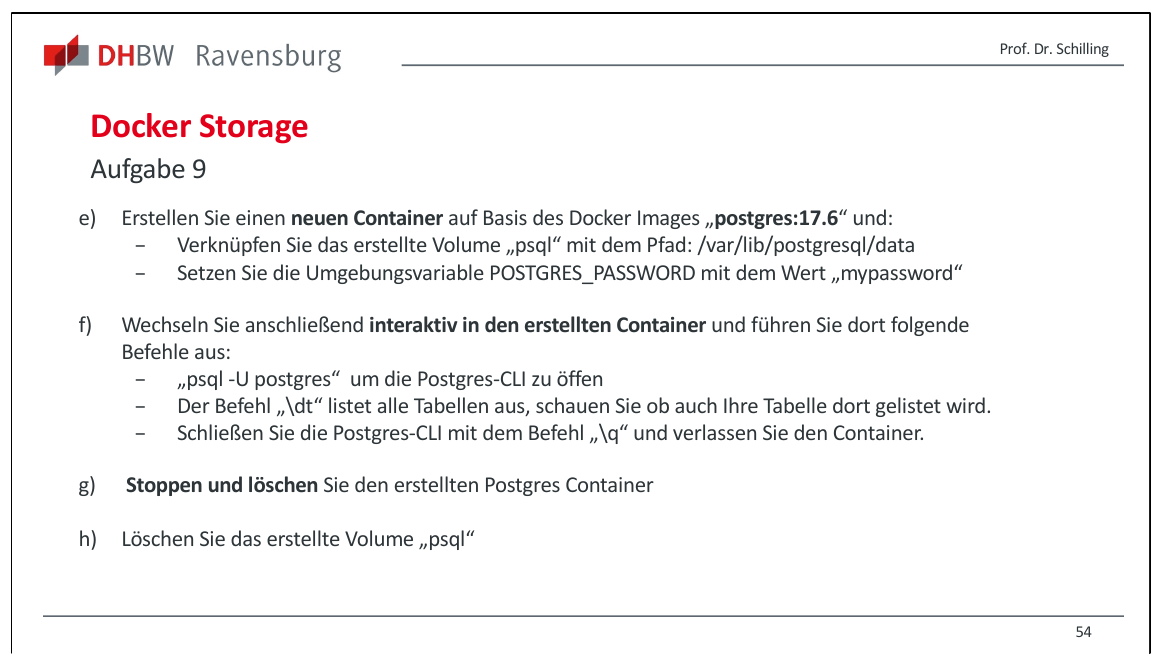 DHBW Ravensburg
Prof. Dr. Schilling
Docker Storage
Aufgabe 9
e) Erstellen Sie einen neuen Container auf Basis des Docker Images „postgres:17.6“ und:
− Verknüpfen Sie das erstellte Volume „psql“ mit dem Pfad: /var/lib/postgresql/data
− Setzen Sie die Umgebungsvariable POSTGRES_PASSWORD mit dem Wert „mypassword“
f) Wechseln Sie anschließend interaktiv in den erstellten Container und führen Sie dort folgende
Befehle aus:
− „psql -U postgres“ um die Postgres-CLI zu öffen
− Der Befehl „\dt“ listet alle Tabellen aus, schauen Sie ob auch Ihre Tabelle dort gelistet wird.
− Schließen Sie die Postgres-CLI mit dem Befehl „\q“ und verlassen Sie den Container.
g) Stoppen und löschen Sie den erstellten Postgres Container
h) Löschen Sie das erstellte Volume „psql“
54